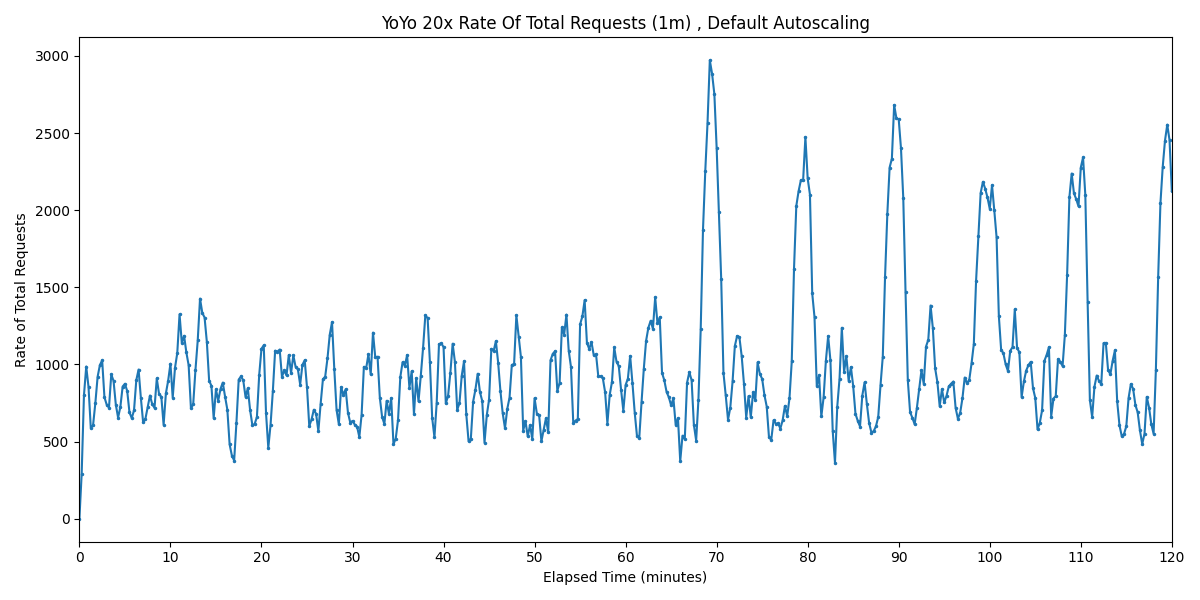 YoYo 20x Rate Of Total Requests (1m) , Default Autoscaling
Rate of Total Requests
3000
2500
2000
1500
1000
500
0
0 10 20 30 40 50 60 70 80 90 100 110 120
Elapsed Time (minutes)